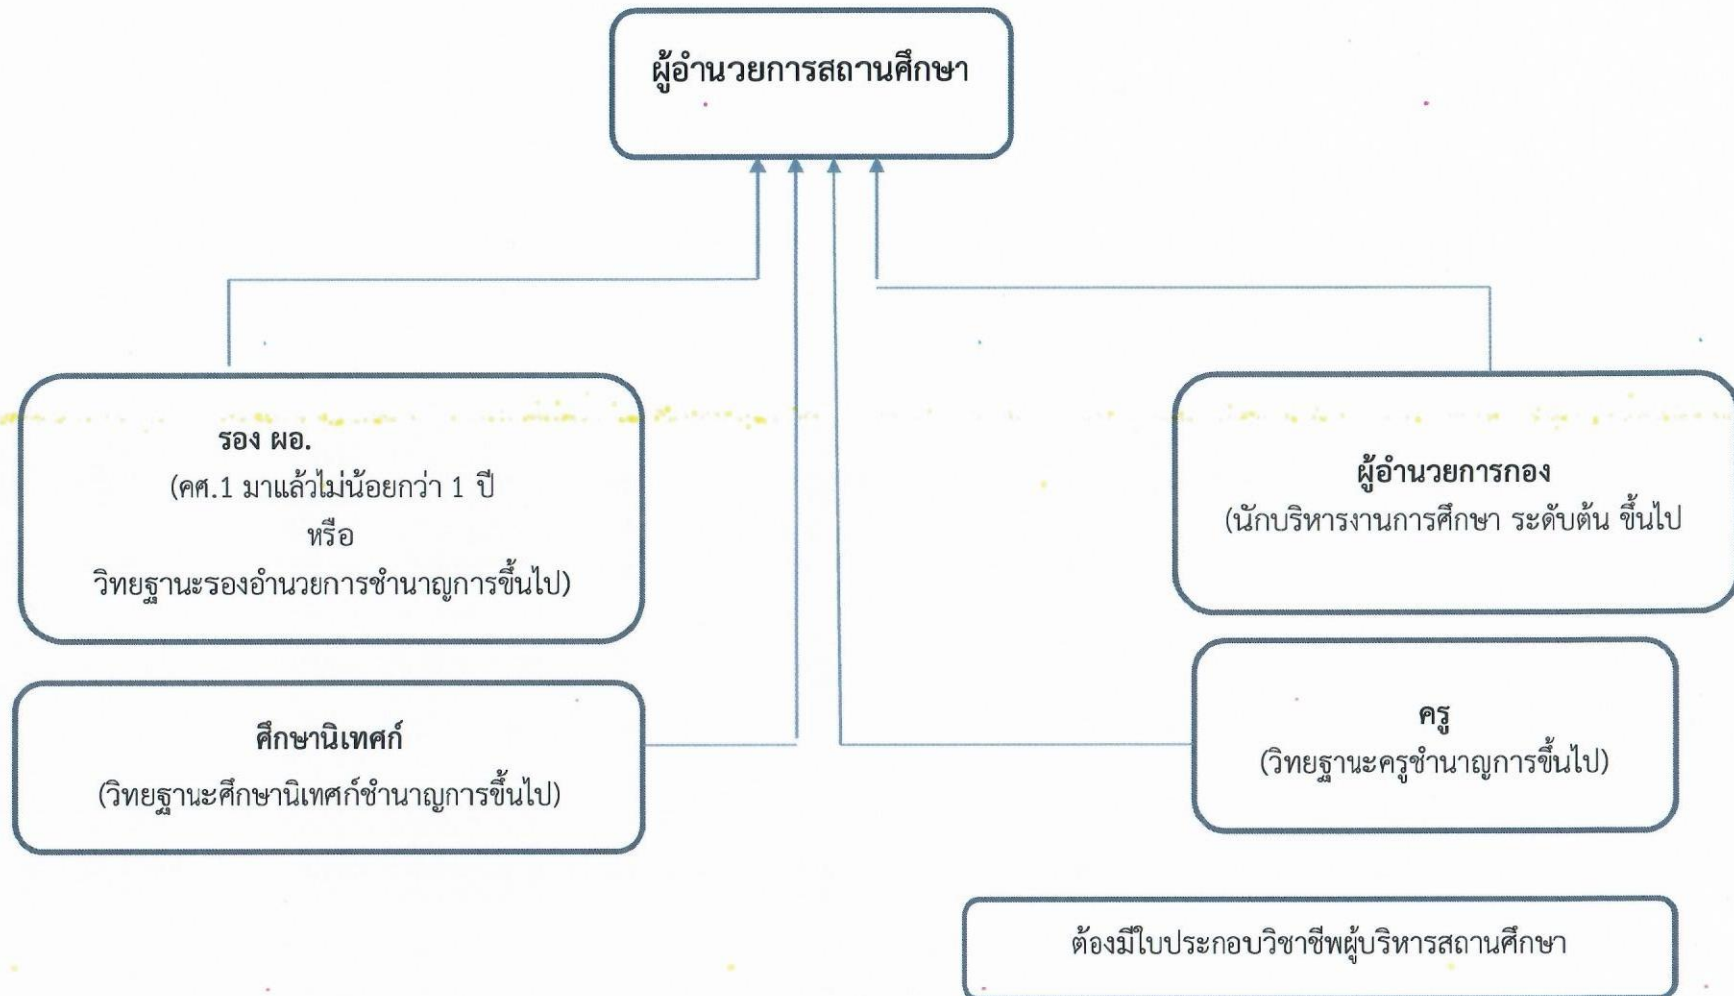 ผู้อำนวยการสถานศึกษา
รอง ผอ.
(คศ.1 มาแล้วไม่น้อยกว่า 1 ปี
หรือ
วิทยฐานะรองอำนวยการชำนาญการขึ้นไป)
ผู้อำนวยการกอง
(นักบริหารงานการศึกษา ระดับต้น ขึ้นไป
ศึกษานิเทศก์
(วิทยฐานะศึกษานิเทศก์ชำนาญการขึ้นไป)
ครู
(วิทยฐานะครูชำนาญการขึ้นไป)
ต้องมีใบประกอบวิชาชีพผู้บริหารสถานศึกษา